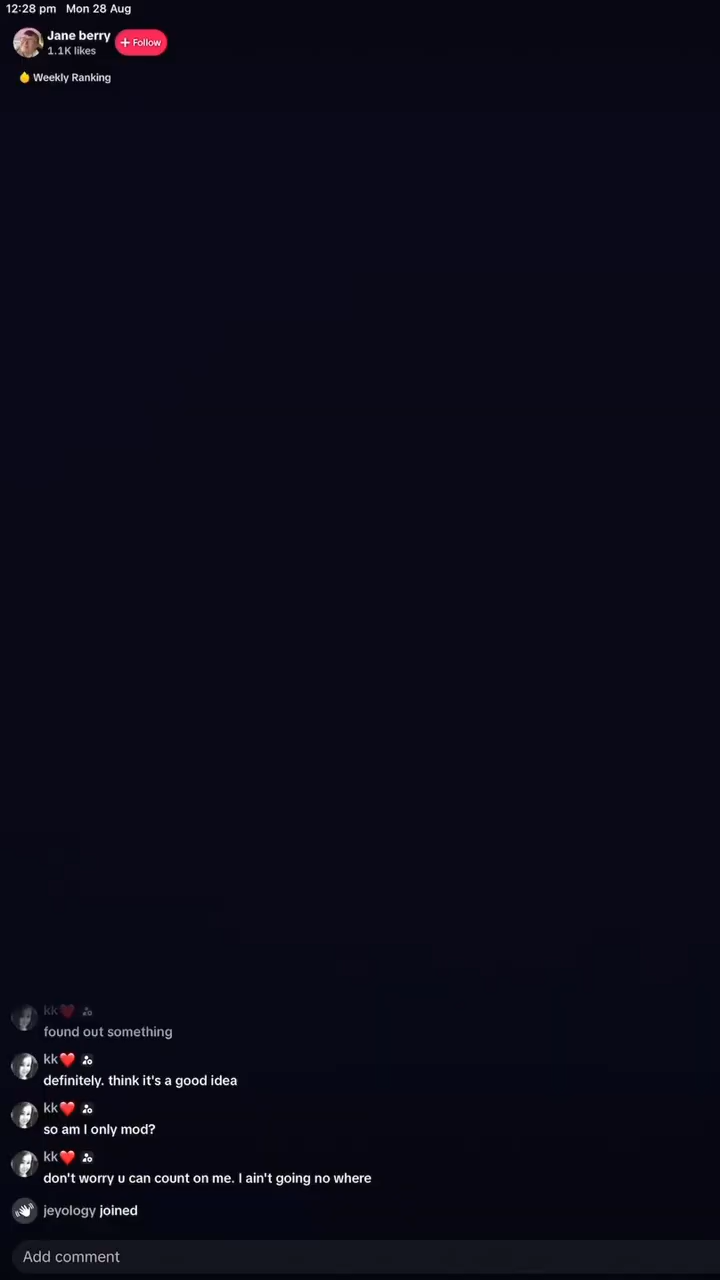 12:28 pm Mon 28 Aug
Jane berry
1.1K likes
+ Follow
Weekly Ranking
kk❤️
found out something
kk❤️
definitely. think it's a good idea
kk❤️
so am I only mod?
kk❤️
don't worry u can count on me. I ain't going no where
jeyology joined
Add comment